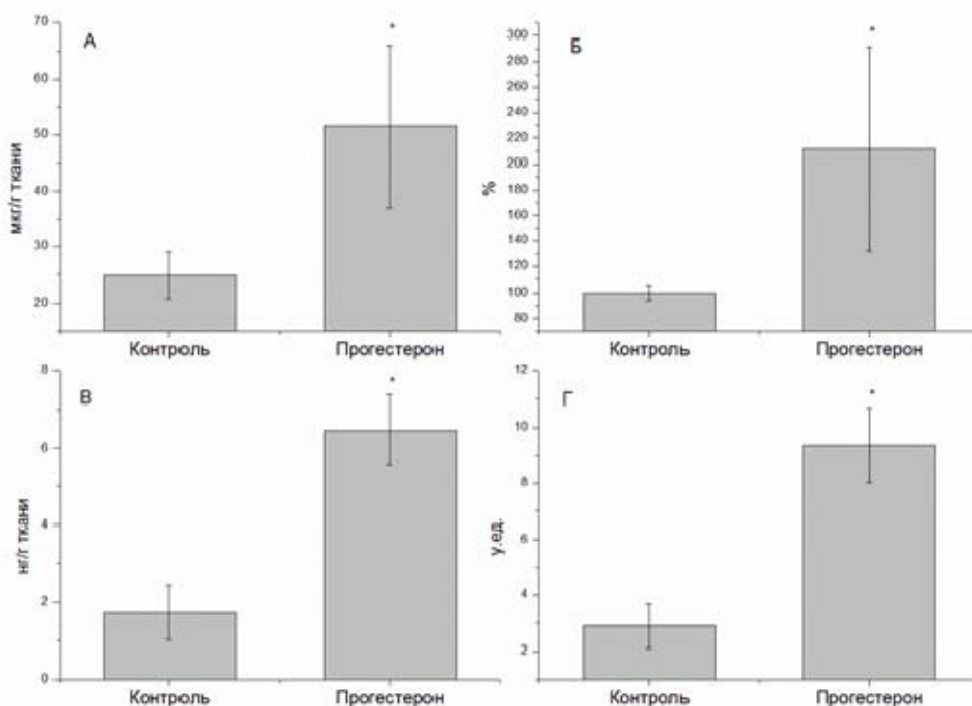 А
мкг/г ткани
70
60
50
40
30
20
*
Контроль
Прогестерон
Б
%
300
280
260
240
220
200
180
160
140
120
100
80
*
Контроль
Прогестерон
В
нг/г ткани
8
6
4
2
0
*
Контроль
Прогестерон
Г
у.ед.
12
10
8
6
4
2
*
Контроль
Прогестерон